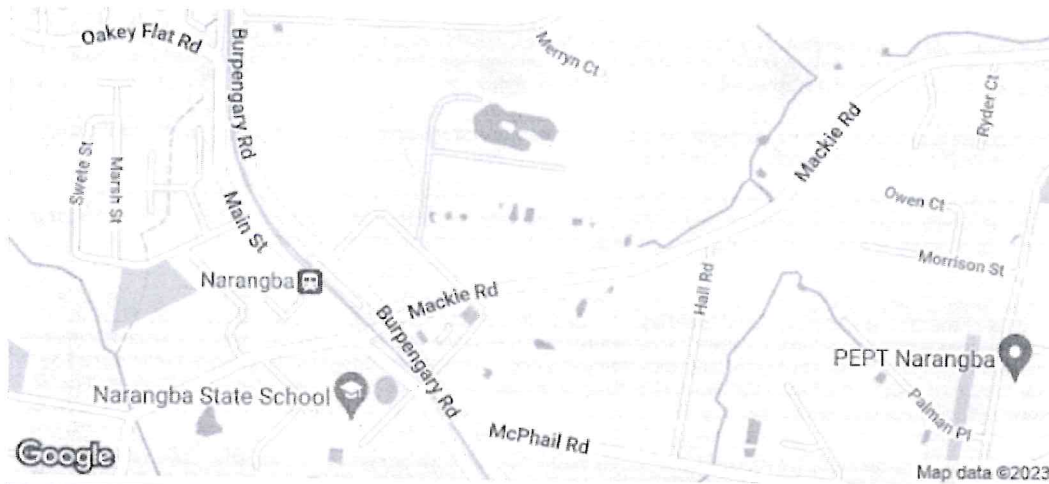 Oakey Flat Rd
Burpengary Rd
Merryn Ct
Mackie Rd
Ryder Ct
Swete St
Marsh St
Main St
Owen Ct
Morrison St
Narangba
Mackie Rd
Hall Rd
Burpengary Rd
PEPT Narangba
Narangba State School
Palman Pl
McPhail Rd
Google
Map data ©2023